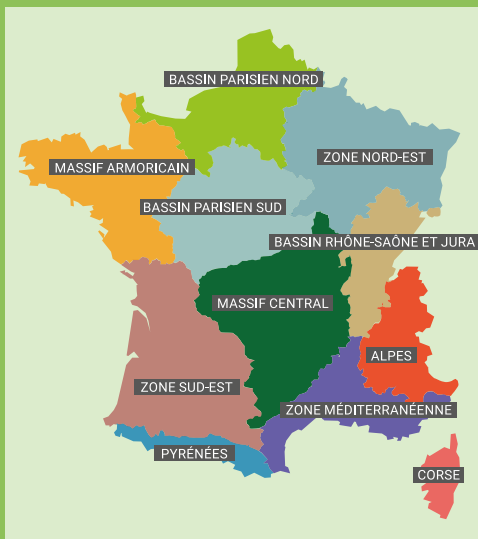 BASSIN PARISIEN NORD
ZONE NORD-EST
MASSIF ARMORICAIN
BASSIN PARISIEN SUD
BASSIN RHÔNE-SAÔNE ET JURA
MASSIF CENTRAL
ALPES
ZONE SUD-EST
ZONE MÉDITERRANÉENNE
PYRÉNÉES
CORSE